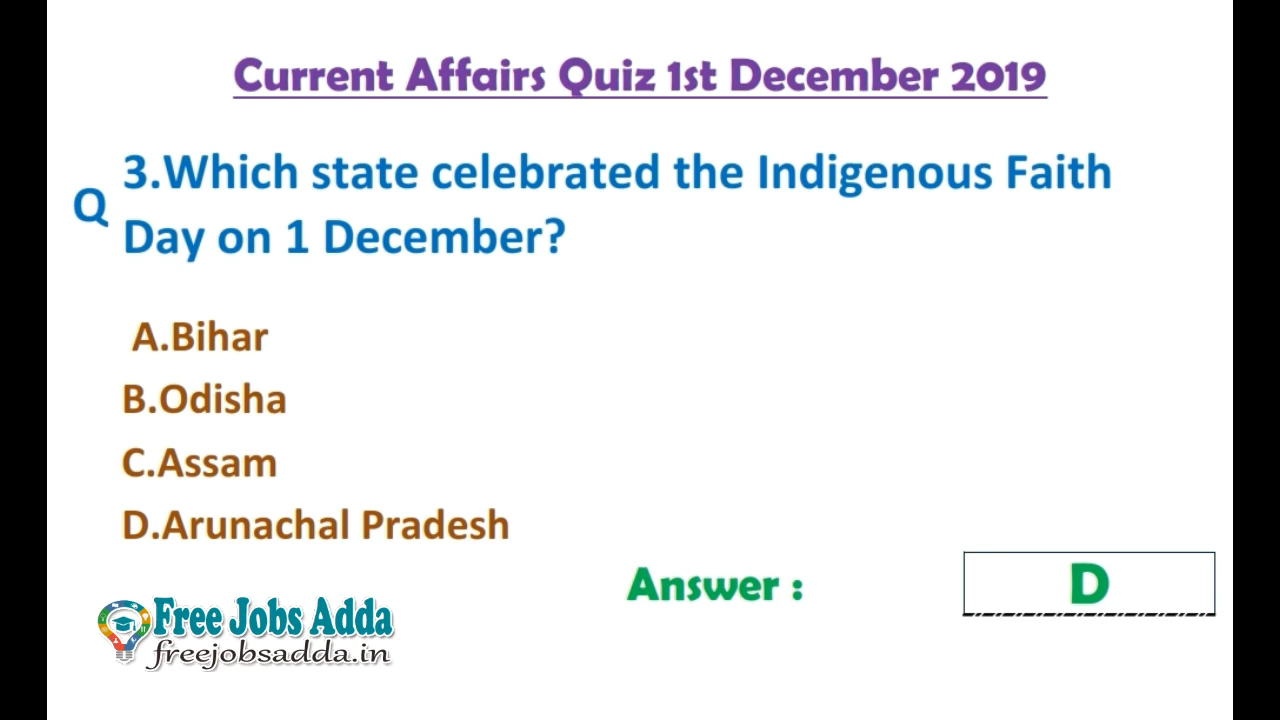 Current Affairs Quiz 1st December 2019
Q
3.Which state celebrated the Indigenous Faith
Day on 1 December?
A.Bihar
B.Odisha
C.Assam
D.Arunachal Pradesh
Answer :
D
Free Jobs Adda
freejobsadda.in